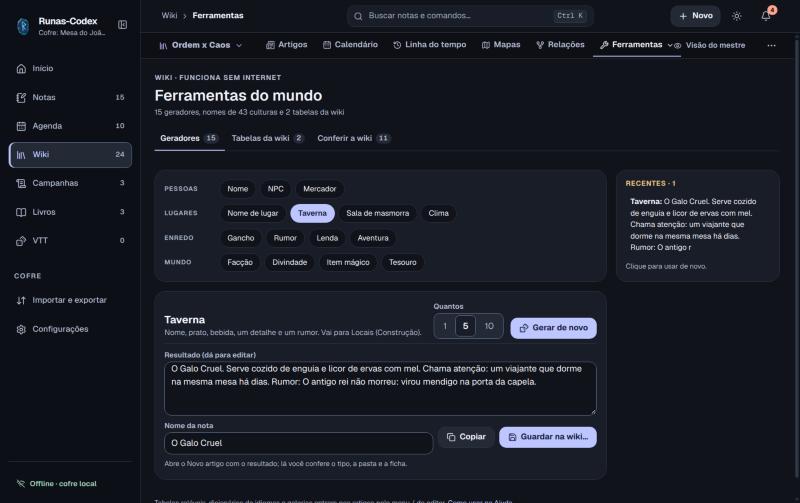 Runas-Codex
Cofre: Mesa do Joã...
Wiki > Ferramentas
Buscar notas e comandos...
Ctrl K
+ Novo
4
Início
Notas 15
Agenda 10
Wiki 24
Campanhas 3
Livros 3
VTT 0
COFRE
Importar e exportar
Configurações
Offline · cofre local
Ordem x Caos
Artigos
Calendário
Linha do tempo
Mapas
Relações
Ferramentas
Visão do mestre
...
WIKI · FUNCIONA SEM INTERNET
Ferramentas do mundo
15 geradores, nomes de 43 culturas e 2 tabelas da wiki
Geradores 15
Tabelas da wiki 2
Conferir a wiki 11
PESSOAS Nome NPC Mercador
LUGARES Nome de lugar Taverna Sala de masmorra Clima
ENREDO Gancho Rumor Lenda Aventura
MUNDO Facção Divindade Item mágico Tesouro
RECENTES · 1
Taverna: O Galo Cruel. Serve cozido
de enguia e licor de ervas com mel.
Chama atenção: um viajante que
dorme na mesma mesa há dias.
Rumor: O antigo r
Clique para usar de novo.
Taverna
Nome, prato, bebida, um detalhe e um rumor. Vai para Locais (Construção).
Quantos
1 5 10
Gerar de novo
Resultado (dá para editar)
O Galo Cruel. Serve cozido de enguia e licor de ervas com mel. Chama atenção: um viajante que dorme
na mesma mesa há dias. Rumor: O antigo rei não morreu: virou mendigo na porta da capela.
Nome da nota
O Galo Cruel
Copiar
Guardar na wiki...
Abre o Novo artigo com o resultado; lá você confere o tipo, a pasta e a ficha.